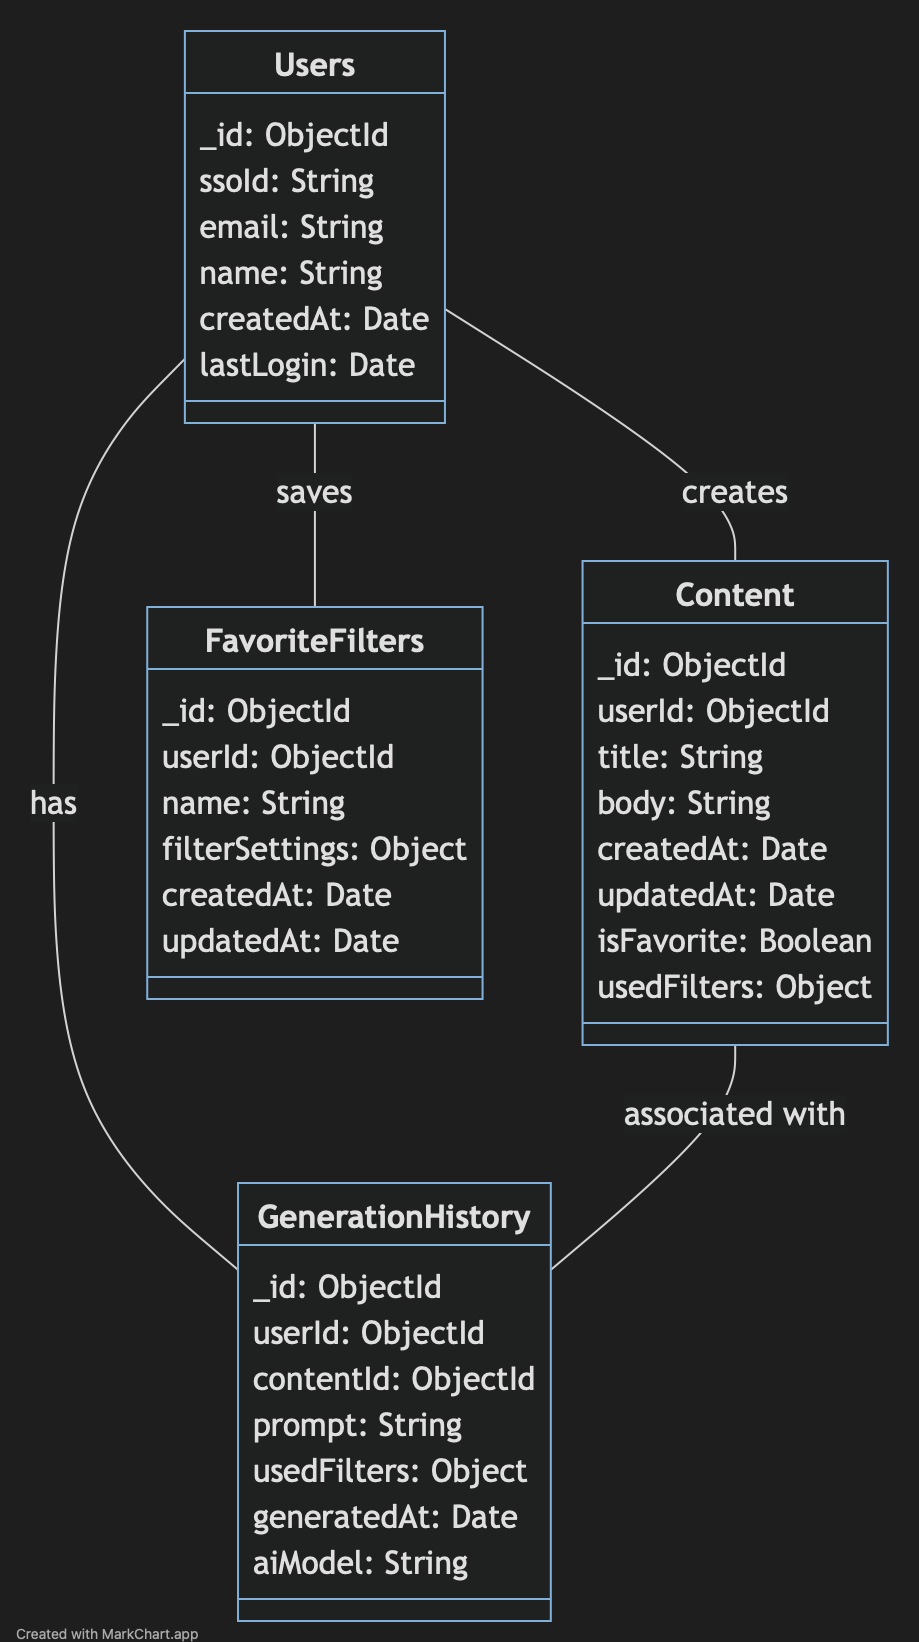 Users
_id: ObjectId
ssoId: String
email: String
name: String
createdAt: Date
lastLogin: Date
saves
creates
FavoriteFilters
_id: ObjectId
userId: ObjectId
name: String
filterSettings: Object
createdAt: Date
updatedAt: Date
Content
_id: ObjectId
userId: ObjectId
title: String
body: String
createdAt: Date
updatedAt: Date
isFavorite: Boolean
usedFilters: Object
has
associated with
GenerationHistory
_id: ObjectId
userId: ObjectId
contentId: ObjectId
prompt: String
usedFilters: Object
generatedAt: Date
aiModel: String
Created with MarkChart.app